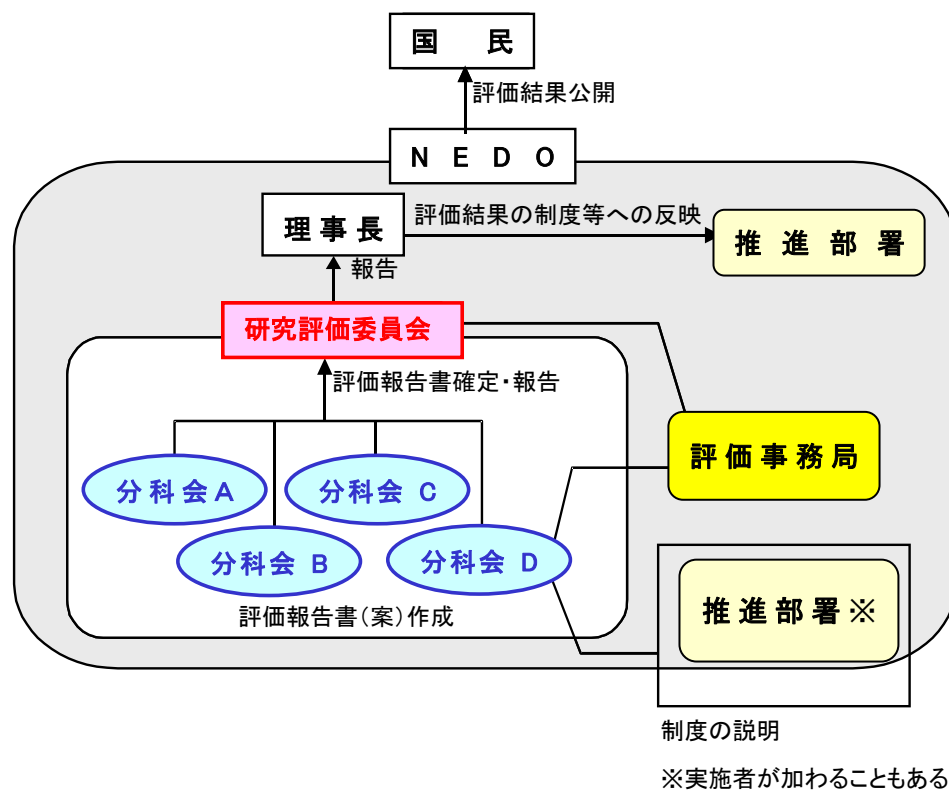 国 民
評価結果公開
N E D O
理事長
評価結果の制度等への反映
推 進 部 署
報告
研究評価委員会
評価報告書確定・報告
評価事務局
分科会A
分科会 C
分科会 B
分科会 D
推進部署※
評価報告書(案)作成
制度の説明
※実施者が加わることもある